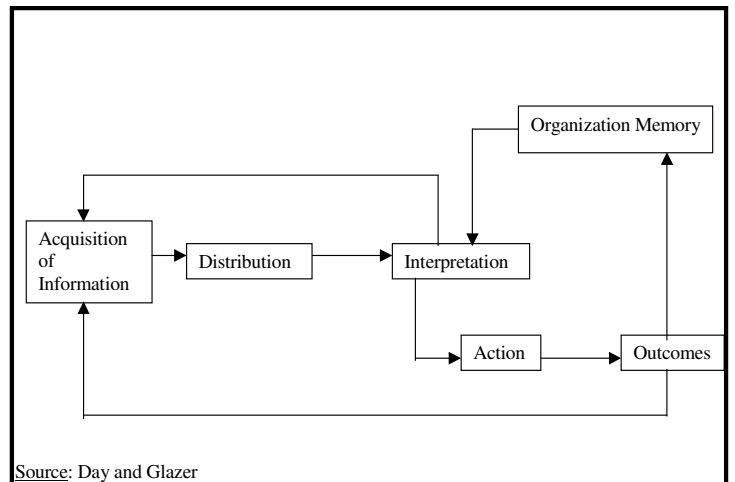 Organization Memory
Acquisition
of
Information
Distribution
Interpretation
Action
Outcomes
Source: Day and Glazer